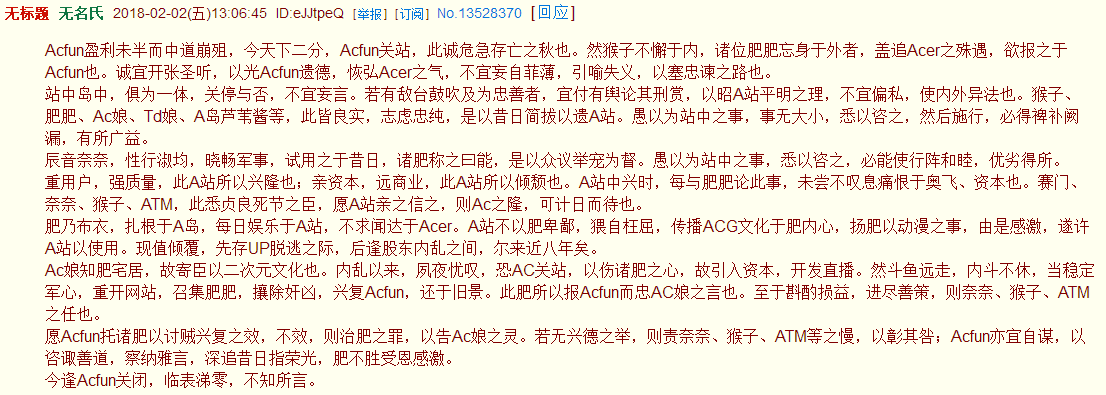 无标题 无名氏 2018-02-02(五)13:06:45 ID:eJJtpeQ [举报] [订阅] No.13528370 [回应]
Acfun盈利未半而中道崩殂，今天下二分，Acfun关站，此诚危急存亡之秋也。然猴子不懈于内，诸位肥肥忘身于外者，盖追Acer之殊遇，欲报之于
Acfun也。诚宜开张圣听，以光Acfun遗德，恢弘Acer之气，不宜妄自菲薄，引喻失义，以塞忠谏之路也。
站中岛中，俱为一体，关停与否，不宜妄言。若有敌台鼓吹及为忠善者，宜付有舆论其刑赏，以昭A站平明之理，不宜偏私，使内外异法也。猴子、
肥肥、Ac娘、Td娘、A岛芦苇酱等，此皆良实，志虑忠纯，是以昔日简拔以遗A站。愚以为站中之事，事无大小，悉以咨之，然后施行，必得裨补阙
漏，有所广益。
辰音奈奈，性行淑均，晓畅军事，试用之于昔日，诸肥称之曰能，是以众议举宠为督。愚以为站中之事，悉以咨之，必能使行阵和睦，优劣得所。
重用户，强质量，此A站所以兴隆也；亲资本，远商业，此A站所以倾颓也。A站中兴时，每与肥肥论此事，未尝不叹息痛恨于奥飞、资本也。赛门、
奈奈、猴子、ATM，此悉贞良死节之臣，愿A站亲之信之，则Ac之隆，可计日而待也。
肥乃布衣，扎根于A岛，每日娱乐于A站，不求闻达于Acer。A站不以肥卑鄙，猥自枉屈，传播ACG文化于肥内心，扬肥以动漫之事，由是感激，遂许
A站以使用。现值倾覆，先存UP脱逃之际，后逢股东内乱之间，尔来近八年矣。
Ac娘知肥宅居，故寄臣以二次元文化也。内乱以来，夙夜忧叹，恐AC关站，以伤诸肥之心，故引入资本，开发直播。然斗鱼远走，内斗不休，当稳定
军心，重开网站，召集肥肥，攘除奸凶，兴复Acfun，还于旧景。此肥所以报Acfun而忠AC娘之言也。至于斟酌损益，进尽善策，则奈奈、猴子、ATM
之任也。
愿Acfun托诸肥以讨贼兴复之效，不效，则治肥之罪，以告Ac娘之灵。若无兴德之举，则责奈奈、猴子、ATM等之慢，以彰其咎；Acfun亦宜自谋，以
咨诹善道，察纳雅言，深追昔日指荣光，肥不胜受恩感激。
今逢Acfun关闭，临表涕零，不知所言。